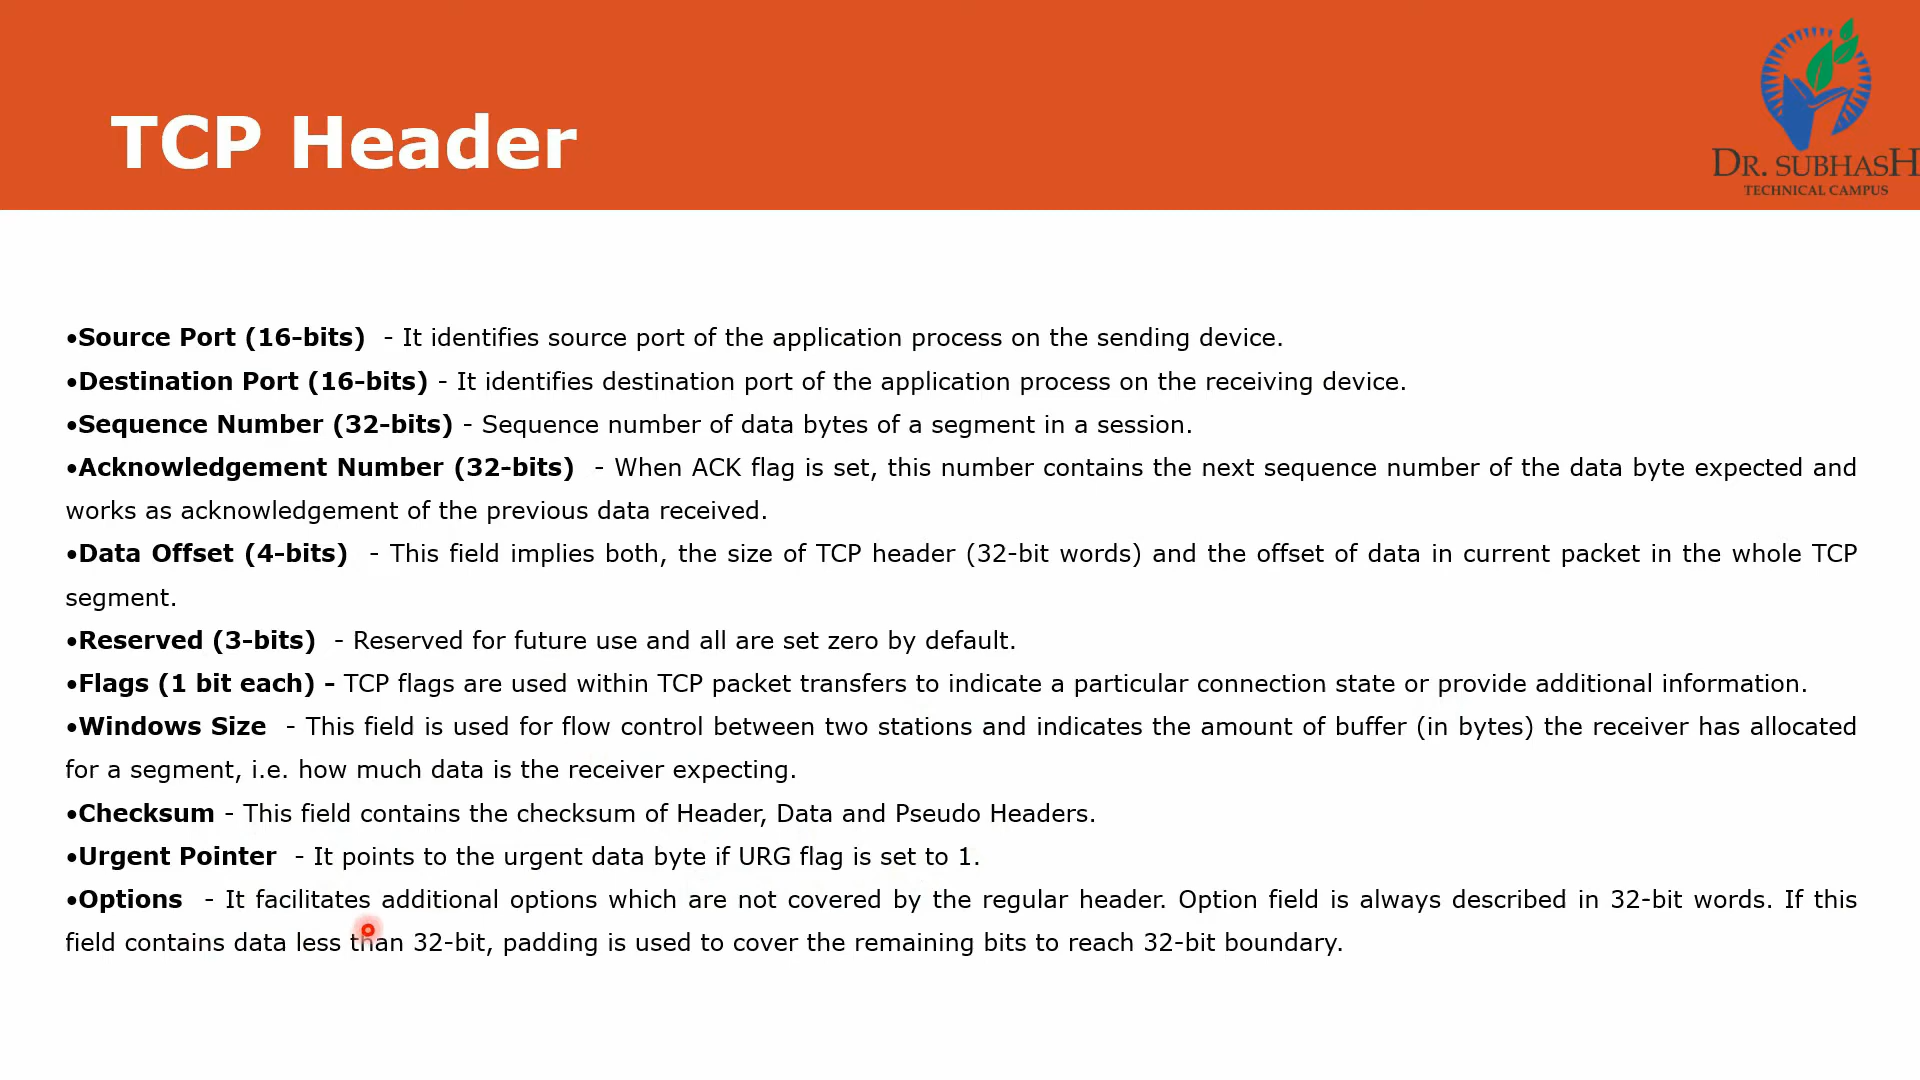 TCP Header
DR. SUBHASH
TECHNICAL CAMPUS
•Source Port (16-bits) - It identifies source port of the application process on the sending device.
•Destination Port (16-bits) - It identifies destination port of the application process on the receiving device.
•Sequence Number (32-bits) - Sequence number of data bytes of a segment in a session.
•Acknowledgement Number (32-bits) - When ACK flag is set, this number contains the next sequence number of the data byte expected and
works as acknowledgement of the previous data received.
•Data Offset (4-bits) - This field implies both, the size of TCP header (32-bit words) and the offset of data in current packet in the whole TCP
segment.
•Reserved (3-bits) - Reserved for future use and all are set zero by default.
•Flags (1 bit each) – TCP flags are used within TCP packet transfers to indicate a particular connection state or provide additional information.
•Windows Size - This field is used for flow control between two stations and indicates the amount of buffer (in bytes) the receiver has allocated
for a segment, i.e. how much data is the receiver expecting.
•Checksum - This field contains the checksum of Header, Data and Pseudo Headers.
•Urgent Pointer - It points to the urgent data byte if URG flag is set to 1.
•Options - It facilitates additional options which are not covered by the regular header. Option field is always described in 32-bit words. If this
field contains data less than 32-bit, padding is used to cover the remaining bits to reach 32-bit boundary.